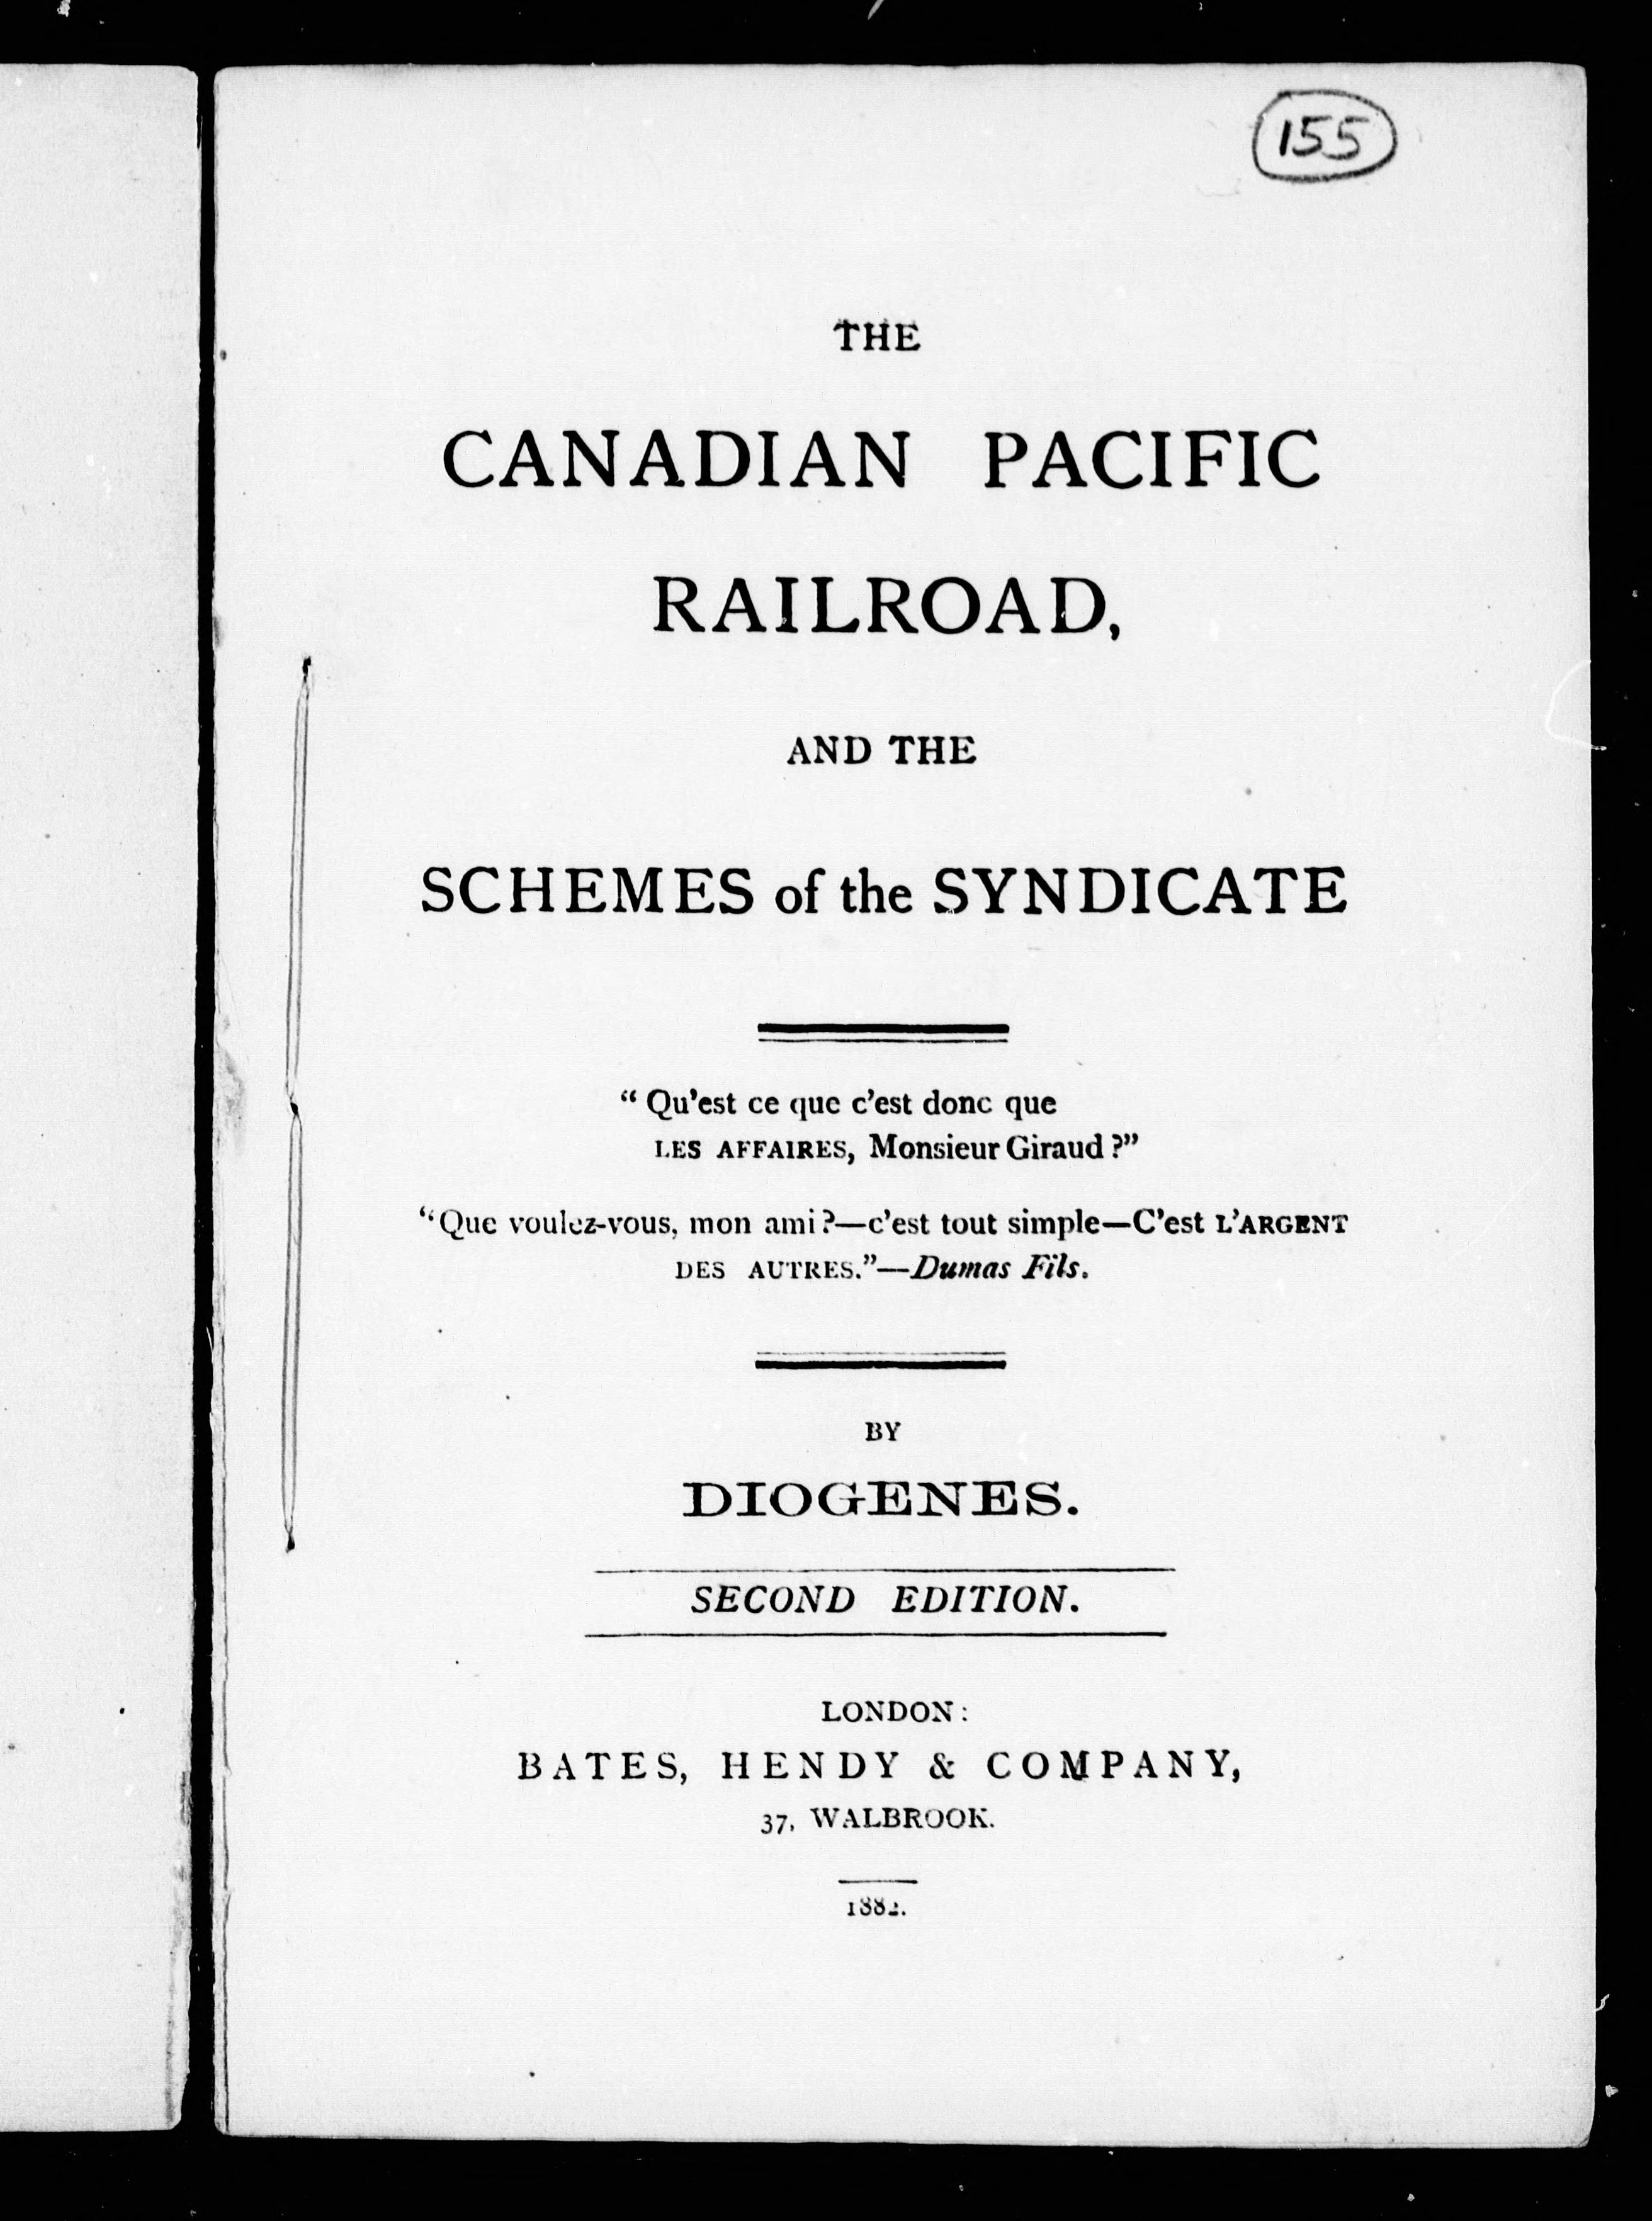 155
THE
CANADIAN PACIFIC
RAILROAD,
AND THE
SCHEMES of the SYNDICATE
“ Qu’est ce que c’est donc que
LES AFFAIRES, Monsieur Giraud ?”
“Que voulez-vous, mon ami ?—c’est tout simple—C’est L’ARGENT
DES AUTRES.”—Dumas Fils.
BY
DIOGENES.
SECOND EDITION.
LONDON:
BATES, HENDY & COMPANY,
37, WALBROOK.
1882.